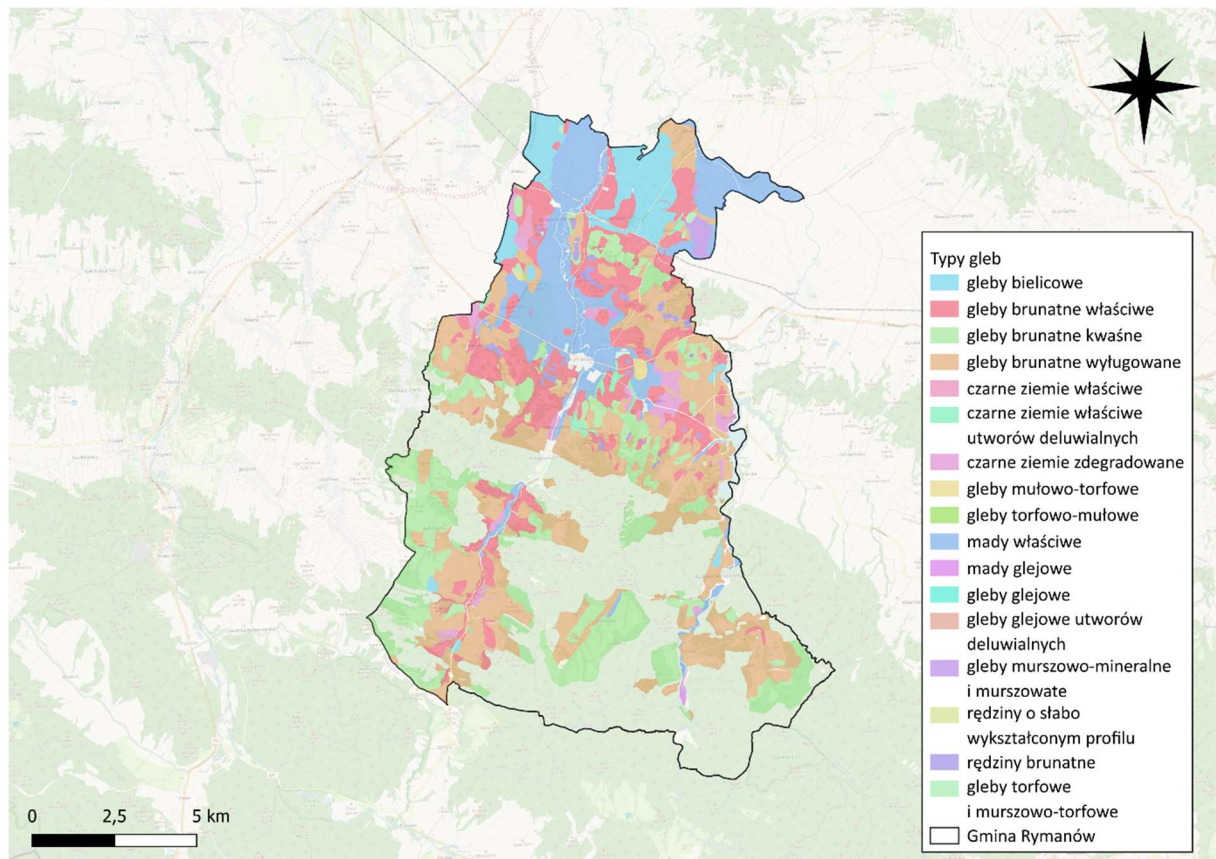 Typy gleb
gleby bielicowe
gleby brunatne właściwe
gleby brunatne kwaśne
gleby brunatne wyługowane
czarne ziemie właściwe
czarne ziemie właściwe
utworów deluwialnych
czarne ziemie zdegradowane
gleby mułowo-torfowe
gleby torfowo-mułowe
mady właściwe
mady glejowe
gleby glejowe
gleby glejowe utworów
deluwialnych
gleby murszowo-mineralne
i murszowate
rędziny o słabo
wykształconym profilu
rędziny brunatne
gleby torfowe
i murszowo-torfowe
Gmina Rymanów
0 2,5 5 km